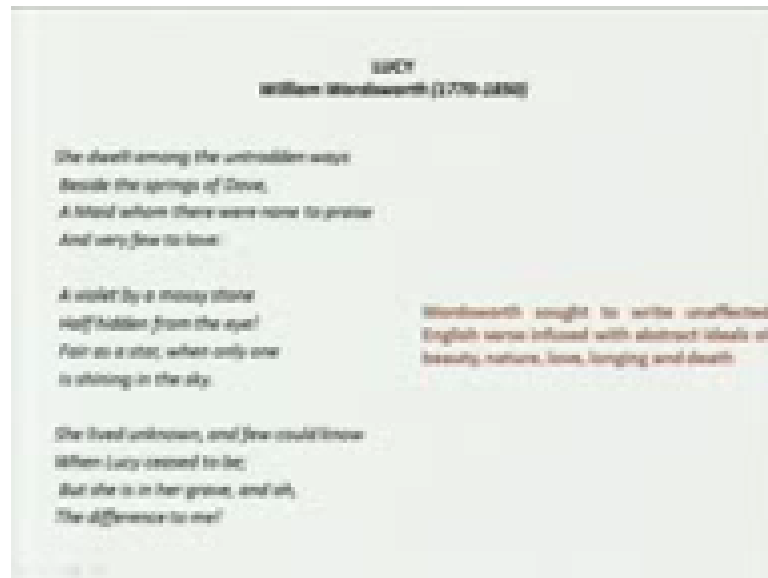 LUCY
William Wordsworth (1770-1850)
She dwelt among the untrodden ways
Beside the springs of Dove,
A Maid whom there were none to praise
And very few to love:
A violet by a mossy stone
Half hidden from the eye!
Fair as a star, when only one
Is shining in the sky.
She lived unknown, and few could know
When Lucy ceased to be;
But she is in her grave, and oh,
The difference to me!
Wordsworth sought to write unaffected
English verse infused with abstract ideals of
beauty, nature, love, longing and death